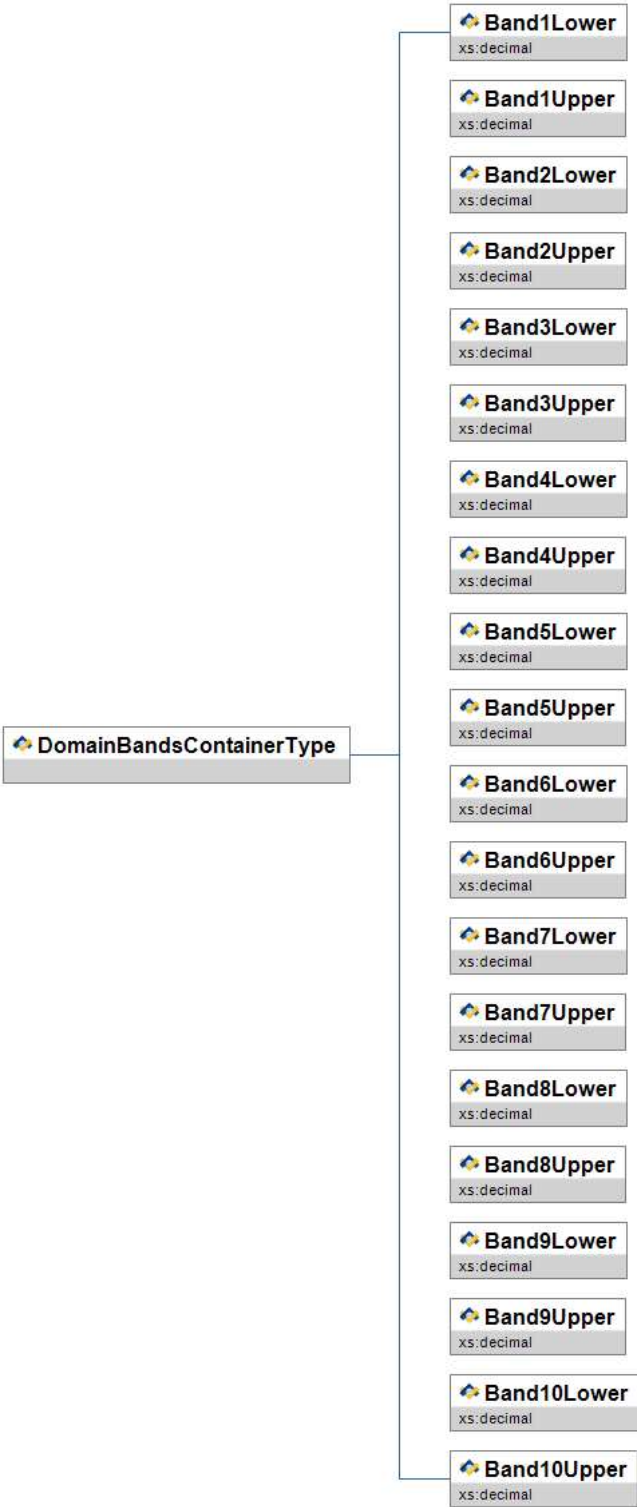 Band1Lower
xs:decimal
Band1Upper
xs:decimal
Band2Lower
xs:decimal
Band2Upper
xs:decimal
Band3Lower
xs:decimal
Band3Upper
xs:decimal
Band4Lower
xs:decimal
Band4Upper
xs:decimal
Band5Lower
xs:decimal
Band5Upper
xs:decimal
DomainBandsContainerType
Band6Lower
xs:decimal
Band6Upper
xs:decimal
Band7Lower
xs:decimal
Band7Upper
xs:decimal
Band8Lower
xs:decimal
Band8Upper
xs:decimal
Band9Lower
xs:decimal
Band9Upper
xs:decimal
Band10Lower
xs:decimal
Band10Upper
xs:decimal